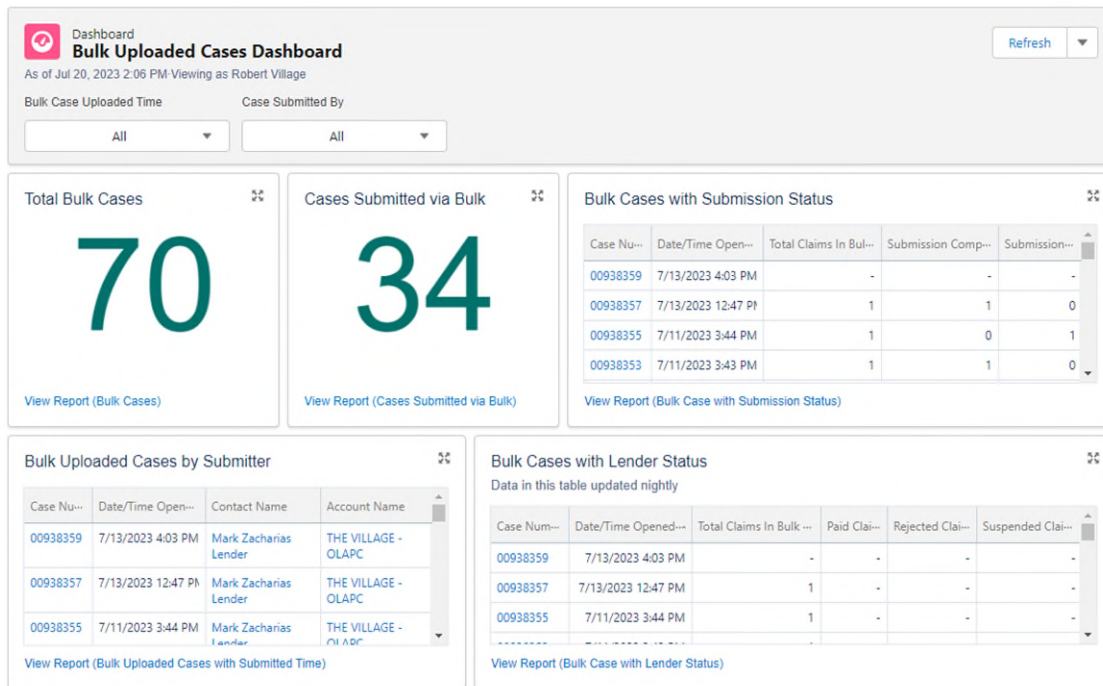 Dashboard
Bulk Uploaded Cases Dashboard
As of Jul 20, 2023 2:06 PM·Viewing as Robert Village
Refresh
Bulk Case Uploaded Time
Case Submitted By
All
All
Total Bulk Cases
70
View Report (Bulk Cases)
Cases Submitted via Bulk
34
View Report (Cases Submitted via Bulk)
Bulk Cases with Submission Status
Case Nu... Date/Time Open... Total Claims In Bul... Submission Comp... Submission...
00938359 7/13/2023 4:03 PM - - -
00938357 7/13/2023 12:47 PM 1 1 0
00938355 7/11/2023 3:44 PM 1 0 1
00938353 7/11/2023 3:43 PM 1 1 0
View Report (Bulk Case with Submission Status)
Bulk Uploaded Cases by Submitter
Case Nu... Date/Time Open... Contact Name Account Name
00938359 7/13/2023 4:03 PM Mark Zacharias THE VILLAGE -
Lender OLAPC
00938357 7/13/2023 12:47 PM Mark Zacharias THE VILLAGE -
Lender OLAPC
00938355 7/11/2023 3:44 PM Mark Zacharias THE VILLAGE -
Lender OLAPC
View Report (Bulk Uploaded Cases with Submitted Time)
Bulk Cases with Lender Status
Data in this table updated nightly
Case Num... Date/Time Opened... Total Claims In Bulk ... Paid Clai... Rejected Clai... Suspended Clai...
00938359 7/13/2023 4:03 PM - - - -
00938357 7/13/2023 12:47 PM 1 - - -
00938355 7/11/2023 3:44 PM 1 - - -
View Report (Bulk Case with Lender Status)